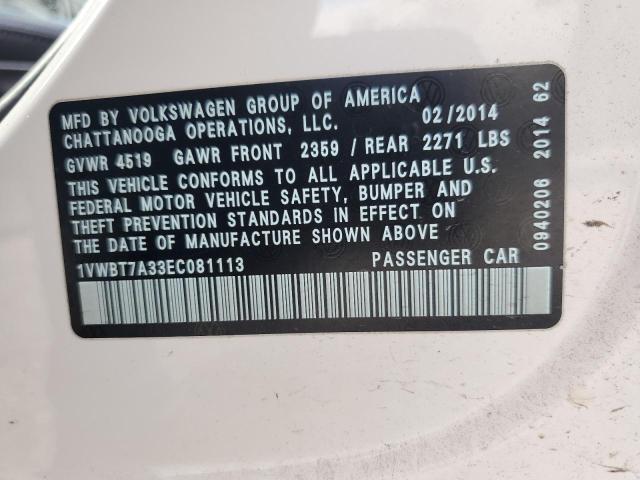 MFD BY VOLKSWAGEN GROUP OF AMERICA
CHATTANOOGA OPERATIONS, LLC. 02/2014
GVWR 4519 GAWR FRONT 2359 / REAR 2271 LBS
THIS VEHICLE CONFORMS TO ALL APPLICABLE U.S.
FEDERAL MOTOR VEHICLE SAFETY, BUMPER AND
THEFT PREVENTION STANDARDS IN EFFECT ON
THE DATE OF MANUFACTURE SHOWN ABOVE
1VWBT7A33EC081113 PASSENGER CAR
0940206 2014 62